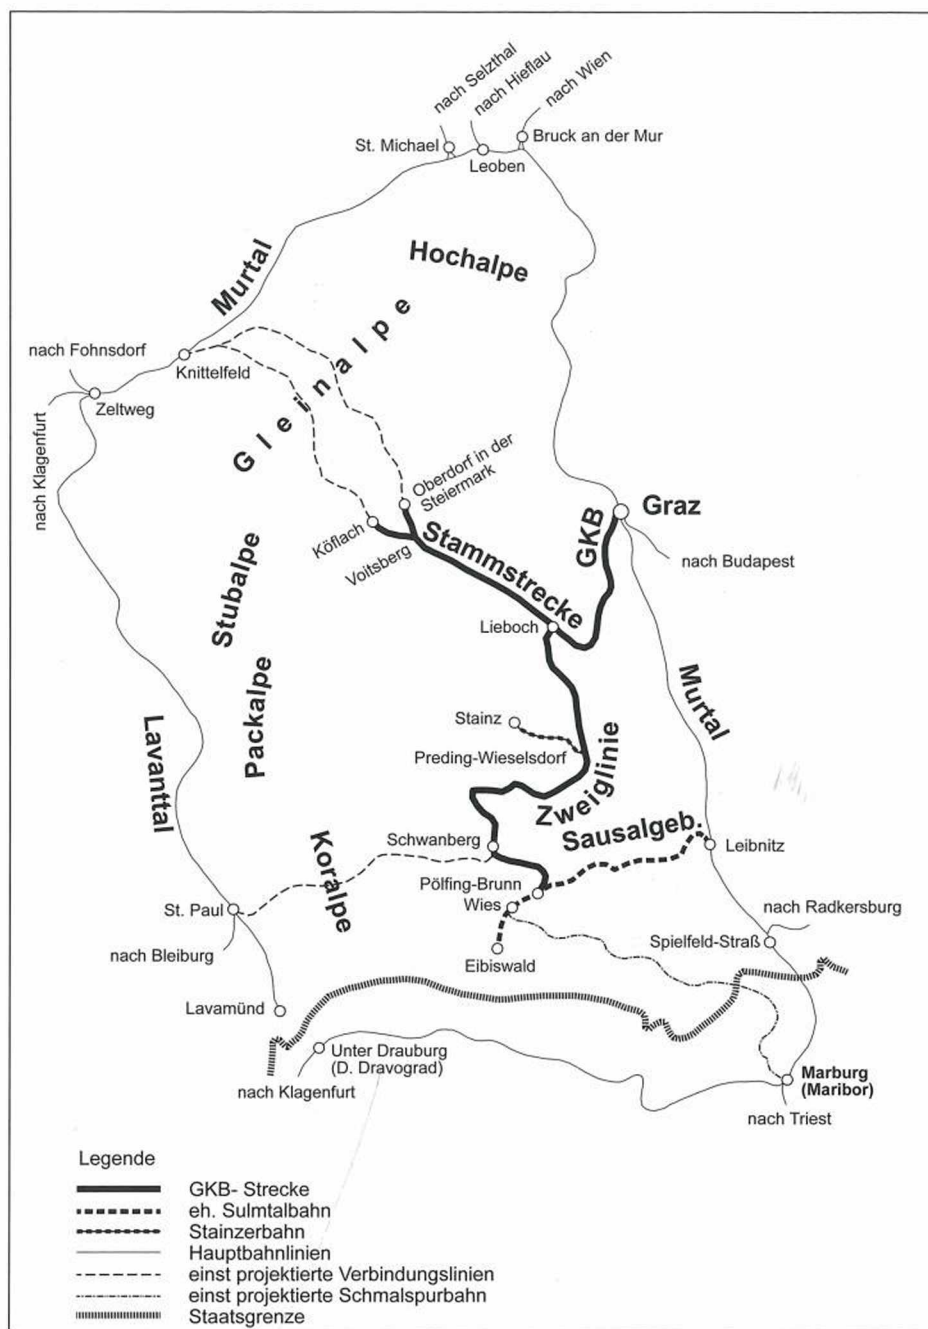 nach Selzthal
nach Hieflau
nach Wien
St. Michael
Leoben
Bruck an der Mur
Hochalpe
Murtal
Gleinalpe
nach Fohnsdorf
Knittelfeld
Zeltweg
nach Klagenfurt
Oberdorf in der
Steiermark
Köflach
Voitsberg
Stammstrecke
GKB
Graz
nach Budapest
Stubalpe
Lieboch
Packalpe
Murtal
Stainz
Preding-Wieselsdorf
Lavanttal
Zweiglinie
Sausalgeb.
Schwanberg
Leibnitz
Koralpe
Pölfing-Brunn
Wies
St. Paul
nach Radkersburg
nach Bleiburg
Spielfeld-Straß
Eibiswald
Lavamünd
Unter Drauburg
(D. Dravograd)
nach Klagenfurt
Marburg
(Maribor)
nach Triest
Legende
GKB- Strecke
eh. Sulmtalbahn
Stainzerbahn
Hauptbahnlinien
einst projektierte Verbindungslinien
einst projektierte Schmalspurbahn
Staatsgrenze